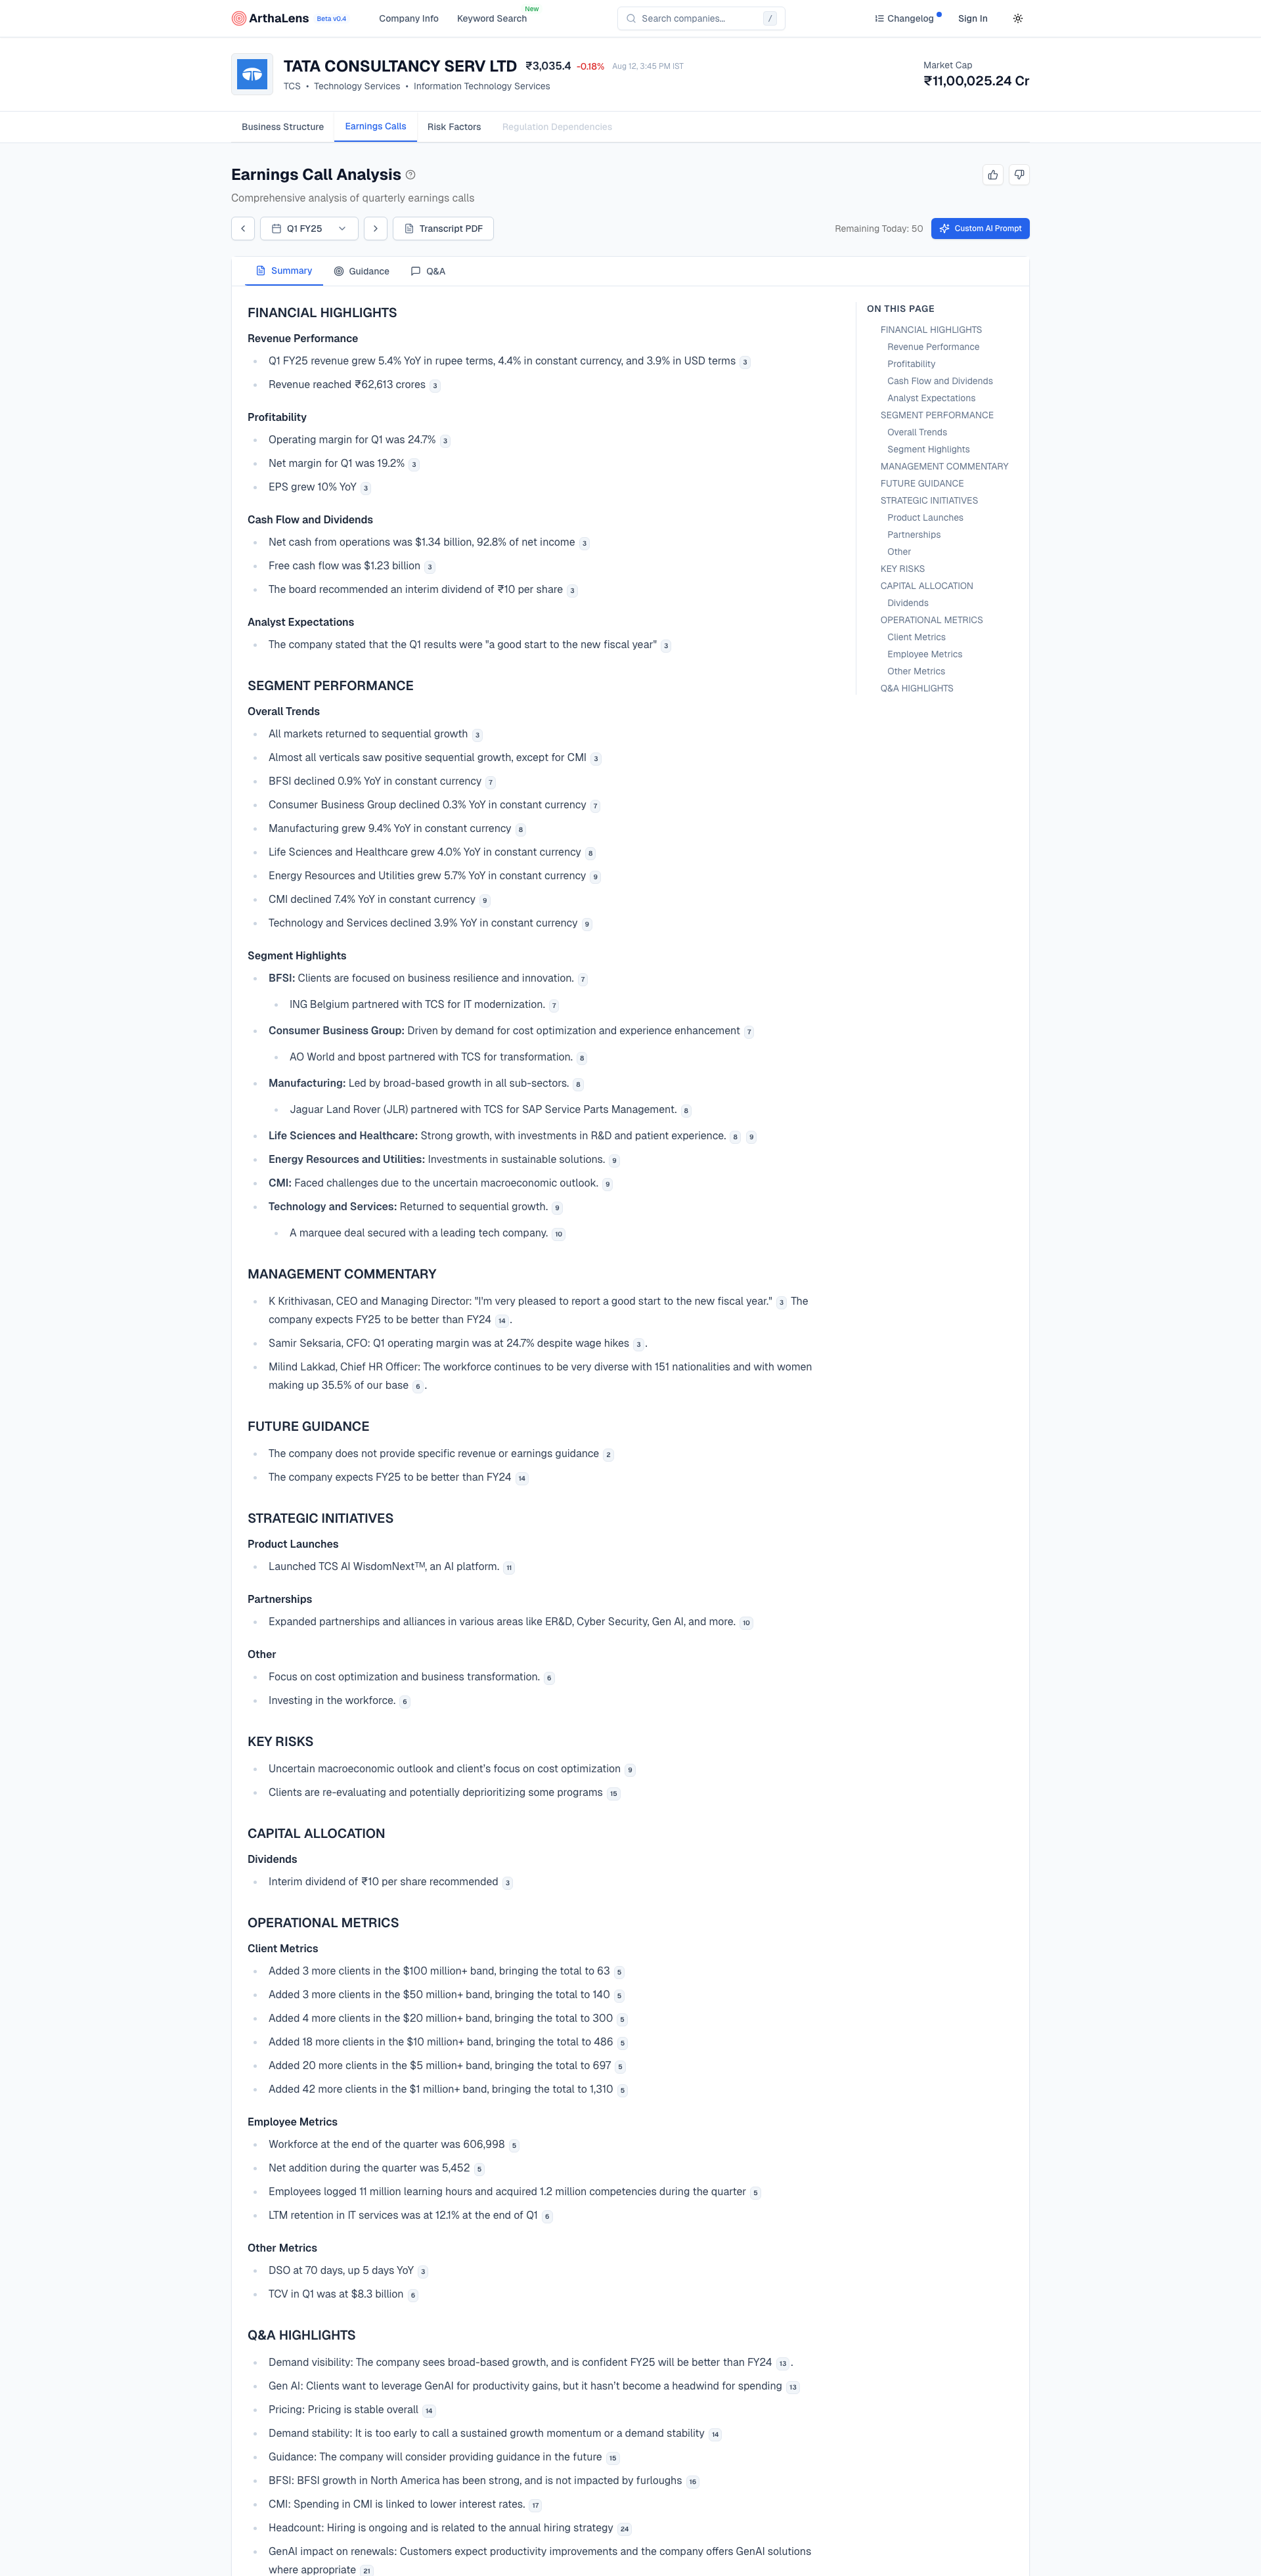 ArthaLens Beta v0.4 Company Info Keyword Search New Search companies... / Changelog Sign In
TATA CONSULTANCY SERV LTD ₹3,035.4 -0.18% Aug 12, 3:45 PM IST
TCS • Technology Services • Information Technology Services
Market Cap
₹11,00,025.24 Cr
Business Structure Earnings Calls Risk Factors Regulation Dependencies
Earnings Call Analysis
Comprehensive analysis of quarterly earnings calls
Q1 FY25 Transcript PDF Remaining Today: 50 Custom AI Prompt
Summary Guidance Q&A
FINANCIAL HIGHLIGHTS
Revenue Performance
Q1 FY25 revenue grew 5.4% YoY in rupee terms, 4.4% in constant currency, and 3.9% in USD terms 3
Revenue reached ₹62,613 crores 3
Profitability
Operating margin for Q1 was 24.7% 3
Net margin for Q1 was 19.2% 3
EPS grew 10% YoY 3
Cash Flow and Dividends
Net cash from operations was $1.34 billion, 92.8% of net income 3
Free cash flow was $1.23 billion 3
The board recommended an interim dividend of ₹10 per share 3
Analyst Expectations
The company stated that the Q1 results were "a good start to the new fiscal year" 3
SEGMENT PERFORMANCE
Overall Trends
All markets returned to sequential growth 3
Almost all verticals saw positive sequential growth, except for CMI 3
BFSI declined 0.9% YoY in constant currency 7
Consumer Business Group declined 0.3% YoY in constant currency 7
Manufacturing grew 9.4% YoY in constant currency 8
Life Sciences and Healthcare grew 4.0% YoY in constant currency 8
Energy Resources and Utilities grew 5.7% YoY in constant currency 9
CMI declined 7.4% YoY in constant currency 9
Technology and Services declined 3.9% YoY in constant currency 9
Segment Highlights
BFSI: Clients are focused on business resilience and innovation. 7
ING Belgium partnered with TCS for IT modernization. 7
Consumer Business Group: Driven by demand for cost optimization and experience enhancement 7
AO World and bpost partnered with TCS for transformation. 8
Manufacturing: Led by broad-based growth in all sub-sectors. 8
Jaguar Land Rover (JLR) partnered with TCS for SAP Service Parts Management. 8
Life Sciences and Healthcare: Strong growth, with investments in R&D and patient experience. 8 9
Energy Resources and Utilities: Investments in sustainable solutions. 9
CMI: Faced challenges due to the uncertain macroeconomic outlook. 9
Technology and Services: Returned to sequential growth. 9
A marquee deal secured with a leading tech company. 10
MANAGEMENT COMMENTARY
K Krithivasan, CEO and Managing Director: "I'm very pleased to report a good start to the new fiscal year." 3 The
company expects FY25 to be better than FY24 14 .
Samir Seksaria, CFO: Q1 operating margin was at 24.7% despite wage hikes 3 .
Milind Lakkad, Chief HR Officer: The workforce continues to be very diverse with 151 nationalities and with women
making up 35.5% of our base 6 .
FUTURE GUIDANCE
The company does not provide specific revenue or earnings guidance 2
The company expects FY25 to be better than FY24 14
STRATEGIC INITIATIVES
Product Launches
Launched TCS AI WisdomNext™, an AI platform. 11
Partnerships
Expanded partnerships and alliances in various areas like ER&D, Cyber Security, Gen AI, and more. 10
Other
Focus on cost optimization and business transformation. 6
Investing in the workforce. 6
KEY RISKS
Uncertain macroeconomic outlook and client's focus on cost optimization 9
Clients are re-evaluating and potentially deprioritizing some programs 15
CAPITAL ALLOCATION
Dividends
Interim dividend of ₹10 per share recommended 3
OPERATIONAL METRICS
Client Metrics
Added 3 more clients in the $100 million+ band, bringing the total to 63 5
Added 3 more clients in the $50 million+ band, bringing the total to 140 5
Added 4 more clients in the $20 million+ band, bringing the total to 300 5
Added 18 more clients in the $10 million+ band, bringing the total to 486 5
Added 20 more clients in the $5 million+ band, bringing the total to 697 5
Added 42 more clients in the $1 million+ band, bringing the total to 1,310 5
Employee Metrics
Workforce at the end of the quarter was 606,998 5
Net addition during the quarter was 5,452 5
Employees logged 11 million learning hours and acquired 1.2 million competencies during the quarter 5
LTM retention in IT services was at 12.1% at the end of Q1 6
Other Metrics
DSO at 70 days, up 5 days YoY 3
TCV in Q1 was at $8.3 billion 6
Q&A HIGHLIGHTS
Demand visibility: The company sees broad-based growth, and is confident FY25 will be better than FY24 13 .
Gen AI: Clients want to leverage GenAI for productivity gains, but it hasn't become a headwind for spending 13
Pricing: Pricing is stable overall 14
Demand stability: It is too early to call a sustained growth momentum or a demand stability 14
Guidance: The company will consider providing guidance in the future 15
BFSI: BFSI growth in North America has been strong, and is not impacted by furloughs 16
CMI: Spending in CMI is linked to lower interest rates. 17
Headcount: Hiring is ongoing and is related to the annual hiring strategy 24
GenAI impact on renewals: Customers expect productivity improvements and the company offers GenAI solutions
where appropriate 21
ON THIS PAGE
FINANCIAL HIGHLIGHTS
Revenue Performance
Profitability
Cash Flow and Dividends
Analyst Expectations
SEGMENT PERFORMANCE
Overall Trends
Segment Highlights
MANAGEMENT COMMENTARY
FUTURE GUIDANCE
STRATEGIC INITIATIVES
Product Launches
Partnerships
Other
KEY RISKS
CAPITAL ALLOCATION
Dividends
OPERATIONAL METRICS
Client Metrics
Employee Metrics
Other Metrics
Q&A HIGHLIGHTS